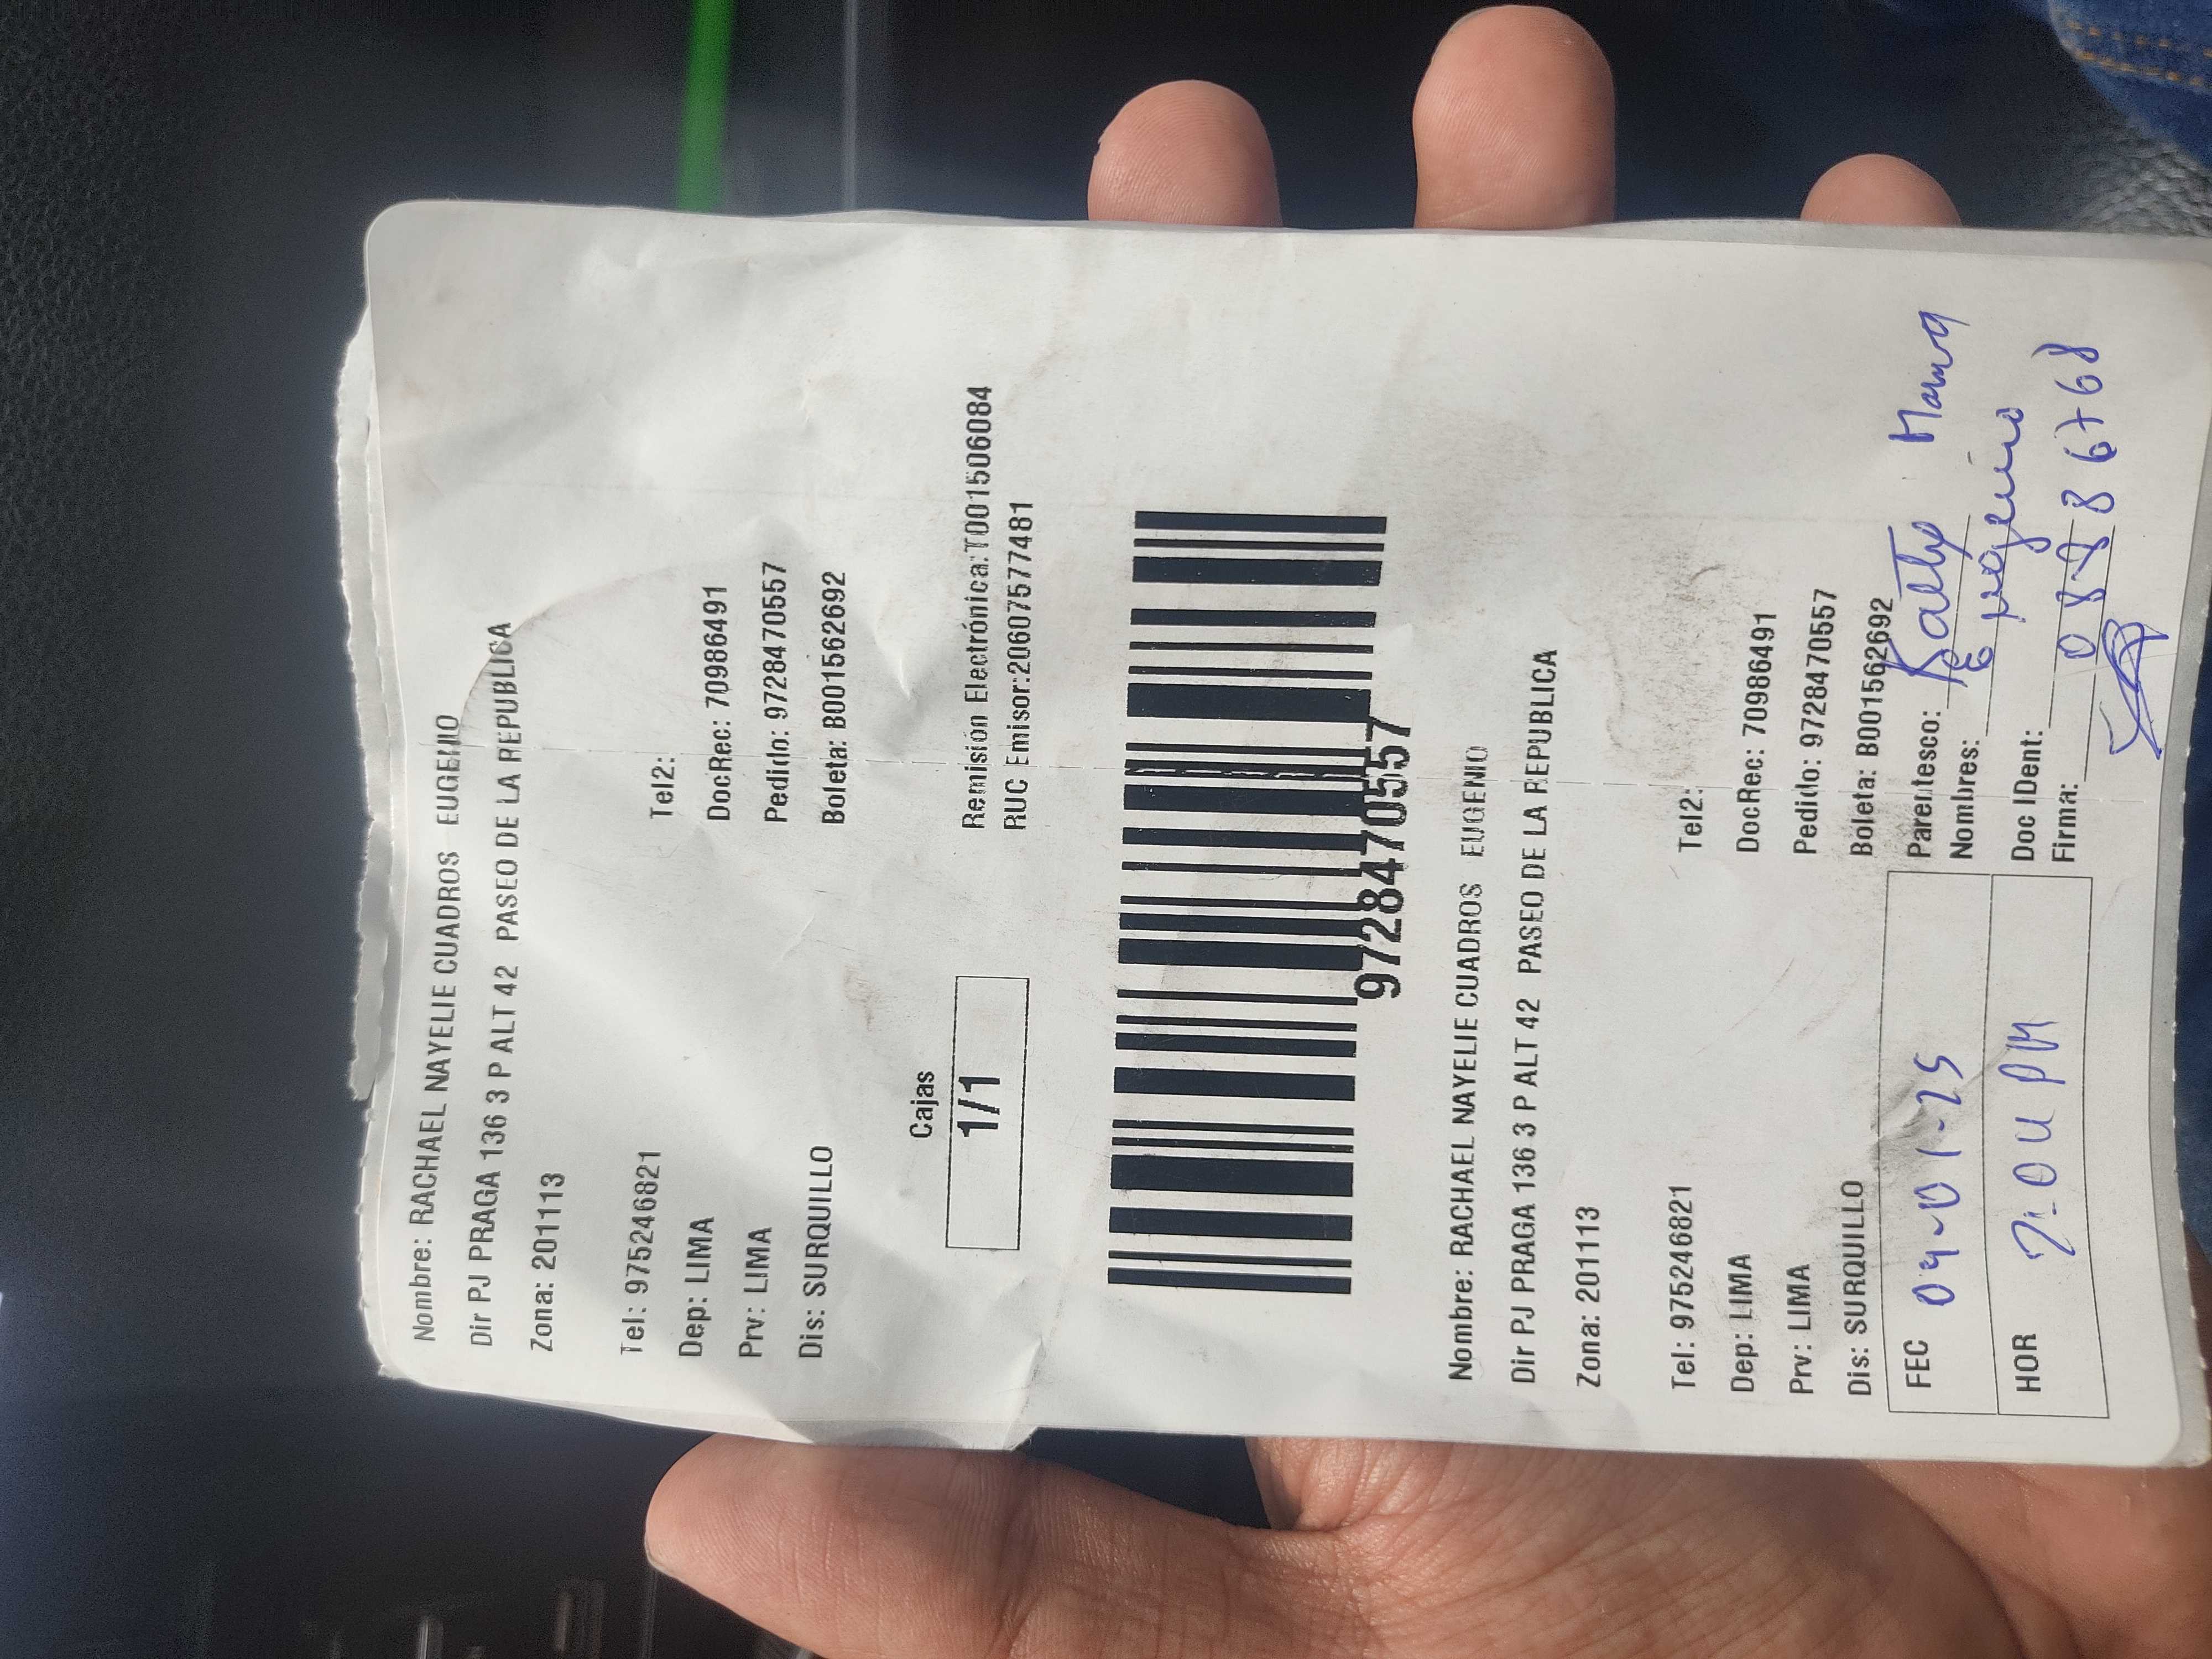 Nombre: RACHAEL NAYELIE CUADROS EUGENIO
Dir PJ PRAGA 136 3 P ALT 42 PASEO DE LA REPUBLICA
Zona: 201113
Tel: 975246821 Tel2:
Dep: LIMA DocRec: 70986491
Prv: LIMA Pedido: 9728470557
Dis: SURQUILLO Boleta: B001562692
Cajas
1/1
Remisión Electrónica:T001506084
RUC Emisor:20607577481
9728470557
Nombre: RACHAEL NAYELIE CUADROS EUGENIO
Dir PJ PRAGA 136 3 P ALT 42 PASEO DE LA REPUBLICA
Zona: 201113
Tel: 975246821 Tel2:
Dep: LIMA DocRec: 70986491
Prv: LIMA Pedido: 9728470557
Dis: SURQUILLO Boleta: B001562692
FEC 04-01-25 Parentesco: Katty
Nombres: Eugenio
HOR PM Doc IDent:
Firma: